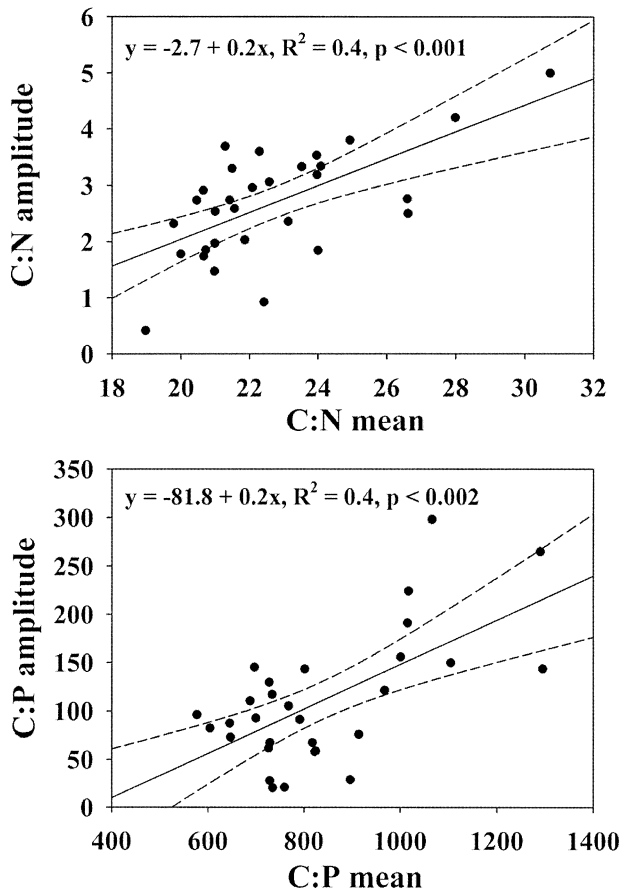 6
y = -2.7 + 0.2x, R² = 0.4, p < 0.001
5
4
3
2
1
0
C:N amplitude
18 20 22 24 26 28 30 32
C:N mean
350
y = -81.8 + 0.2x, R² = 0.4, p < 0.002
300
250
200
150
100
50
0
C:P amplitude
400 600 800 1000 1200 1400
C:P mean